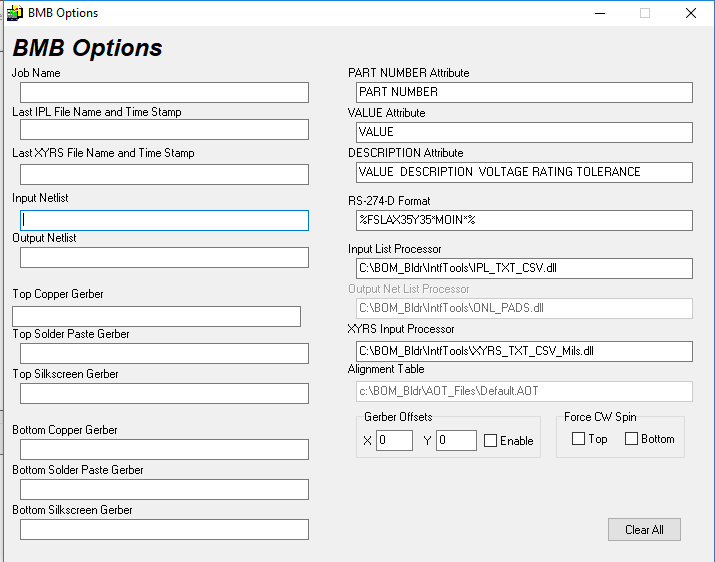 BMB Options
BMB Options
Job Name
Last IPL File Name and Time Stamp
Last XYRS File Name and Time Stamp
Input Netlist
Output Netlist
Top Copper Gerber
Top Solder Paste Gerber
Top Silkscreen Gerber
Bottom Copper Gerber
Bottom Solder Paste Gerber
Bottom Silkscreen Gerber
PART NUMBER Attribute
PART NUMBER
VALUE Attribute
VALUE
DESCRIPTION Attribute
VALUE DESCRIPTION VOLTAGE RATING TOLERANCE
RS-274-D Format
%FSLAX35Y35*MOIN*%
Input List Processor
C:\BOM_Bldr\IntfTools\IPL_TXT_CSV.dll
Output Net List Processor
C:\BOM_Bldr\IntfTools\ONL_PADS.dll
XYRS Input Processor
C:\BOM_Bldr\IntfTools\XYRS_TXT_CSV_Mils.dll
Alignment Table
c:\BOM_Bldr\AOT_Files\Default.AOT
Gerber Offsets
X 0 Y 0 Enable
Force CW Spin
Top Bottom
Clear All